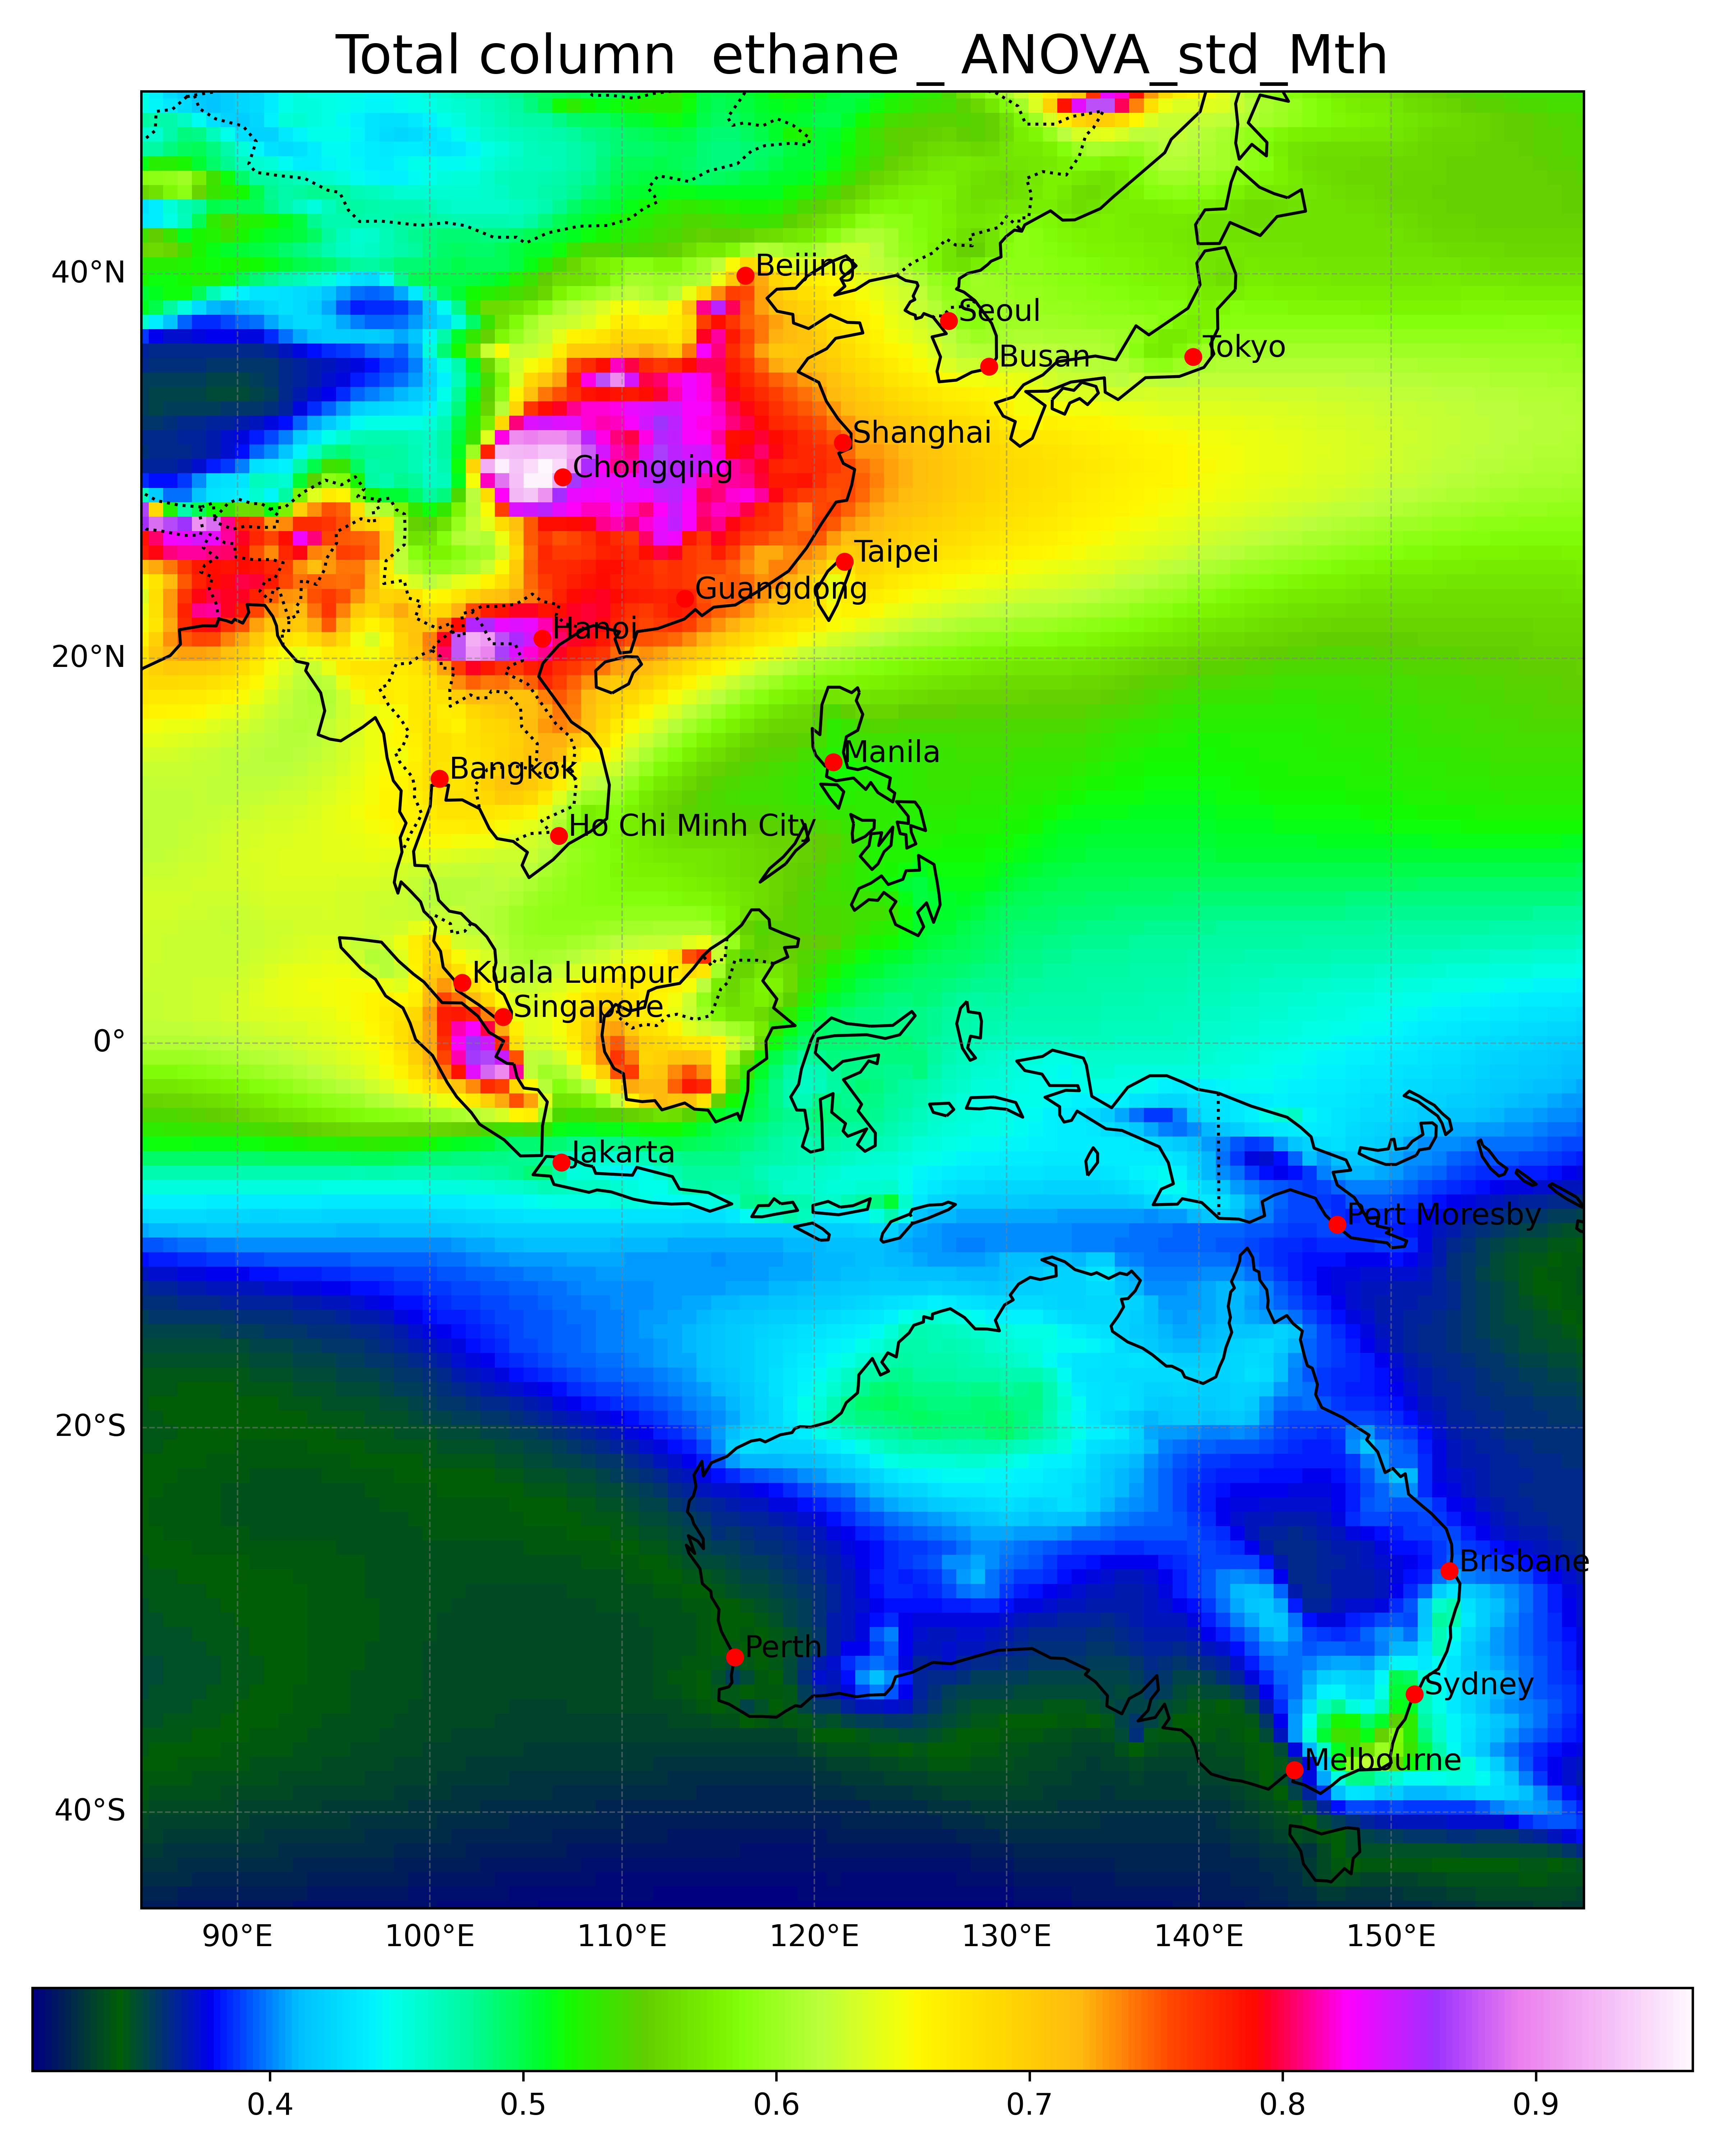 Total column  ethane _ ANOVA_std_Mth
40°N
20°N
0°
20°S
40°S
Beijing
Seoul
Busan
Tokyo
Shanghai
Chongqing
Taipei
Guangdong
Hanoi
Manila
Bangkok
Ho Chi Minh City
Kuala Lumpur
Singapore
Jakarta
Port Moresby
Brisbane
Perth
Sydney
Melbourne
90°E 100°E 110°E 120°E 130°E 140°E 150°E
0.4 0.5 0.6 0.7 0.8 0.9